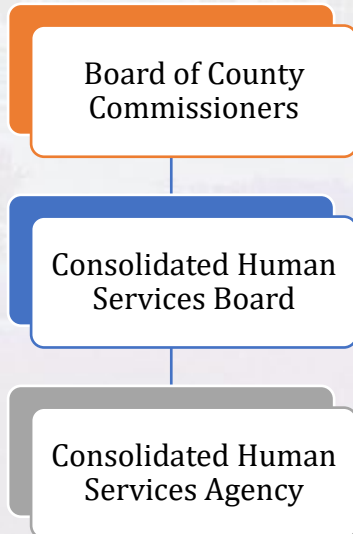 Board of County
Commissioners
Consolidated Human
Services Board
Consolidated Human
Services Agency